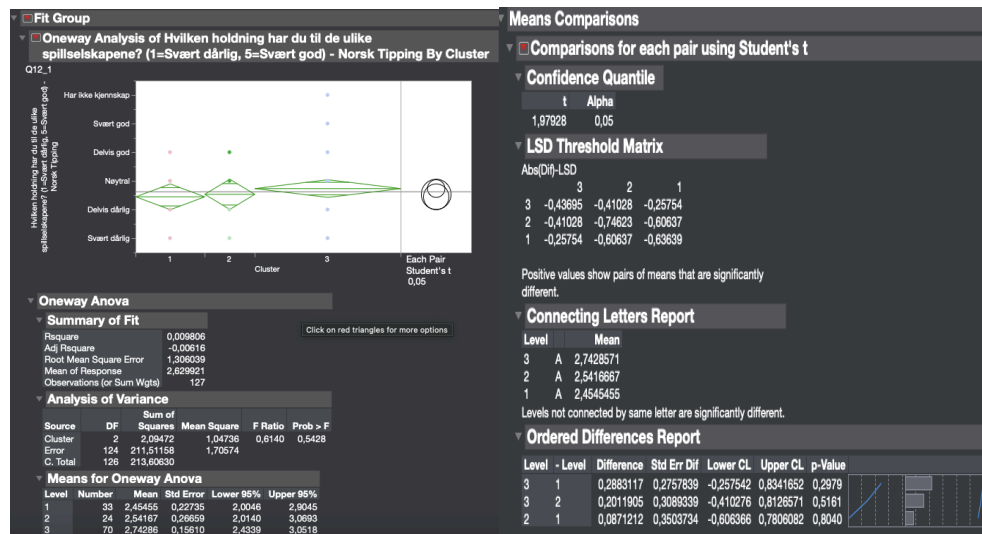 Fit Group
Oneway Analysis of Hvilken holdning har du til de ulike
spillselskapene? (1=Svært dårlig, 5=Svært god) - Norsk Tipping By Cluster
Q12_1
Hvilken holdning har du til de ulike
spillselskapene? (1=Svært dårlig, 5=Svært god) -
Norsk Tipping
Har ikke kjennskap
Svært god
Delvis god
Nøytral
Delvis dårlig
Svært dårlig
1 2 3
Cluster
Each Pair
Student's t
0,05
Oneway Anova
Summary of Fit
Rsquare 0,009806
Adj Rsquare -0,00616
Root Mean Square Error 1,306039
Mean of Response 2,629921
Observations (or Sum Wgts) 127
Click on red triangles for more options
Analysis of Variance
Source DF Sum of Squares Mean Square F Ratio Prob > F
Cluster 2 2,09472 1,04736 0,6140 0,5428
Error 124 211,51158 1,70574
C. Total 126 213,60630
Means for Oneway Anova
Level Number Mean Std Error Lower 95% Upper 95%
1 33 2,45455 0,22735 2,0046 2,9045
2 24 2,54167 0,26659 2,0140 3,0693
3 70 2,74286 0,15610 2,4339 3,0518
Means Comparisons
Comparisons for each pair using Student's t
Confidence Quantile
t Alpha
1,97928 0,05
LSD Threshold Matrix
Abs(Dif)-LSD
3 2 1
3 -0,43695 -0,41028 -0,25754
2 -0,41028 -0,74623 -0,60637
1 -0,25754 -0,60637 -0,63639
Positive values show pairs of means that are significantly
different.
Connecting Letters Report
Level Mean
3 A 2,7428571
2 A 2,5416667
1 A 2,4545455
Levels not connected by same letter are significantly different.
Ordered Differences Report
Level - Level Difference Std Err Dif Lower CL Upper CL p-Value
3 1 0,2883117 0,2757839 -0,257542 0,8341652 0,2979
3 2 0,2011905 0,3089339 -0,410276 0,8126571 0,5161
2 1 0,0871212 0,3503734 -0,606366 0,7806082 0,8040